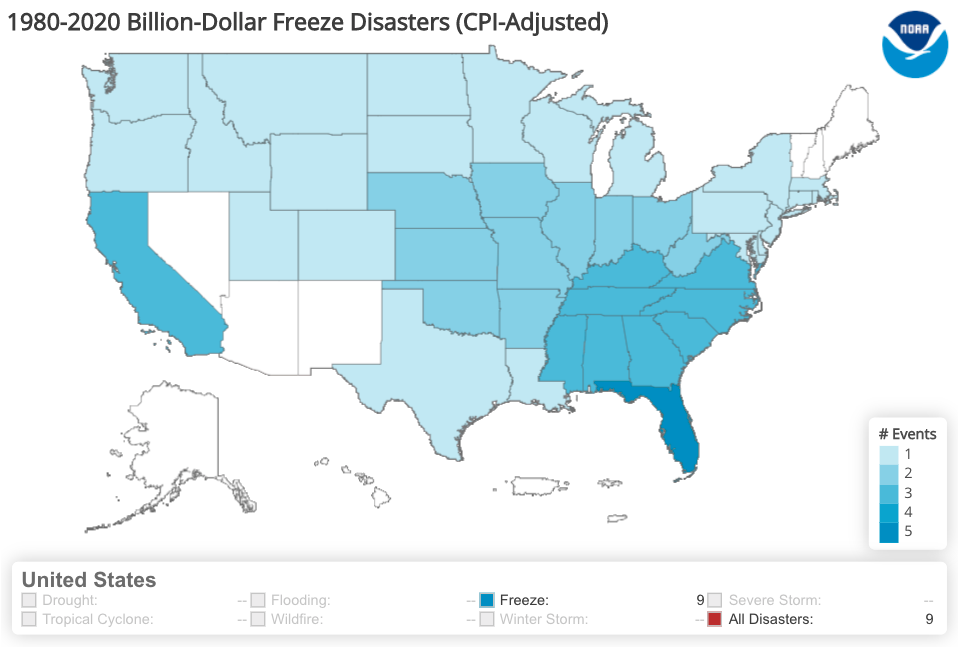 1980-2020 Billion-Dollar Freeze Disasters (CPI-Adjusted)
NOAA
# Events
1
2
3
4
5
United States
Drought: -- Flooding: -- Freeze: 9 Severe Storm: --
Tropical Cyclone: -- Wildfire: -- Winter Storm: -- All Disasters: 9